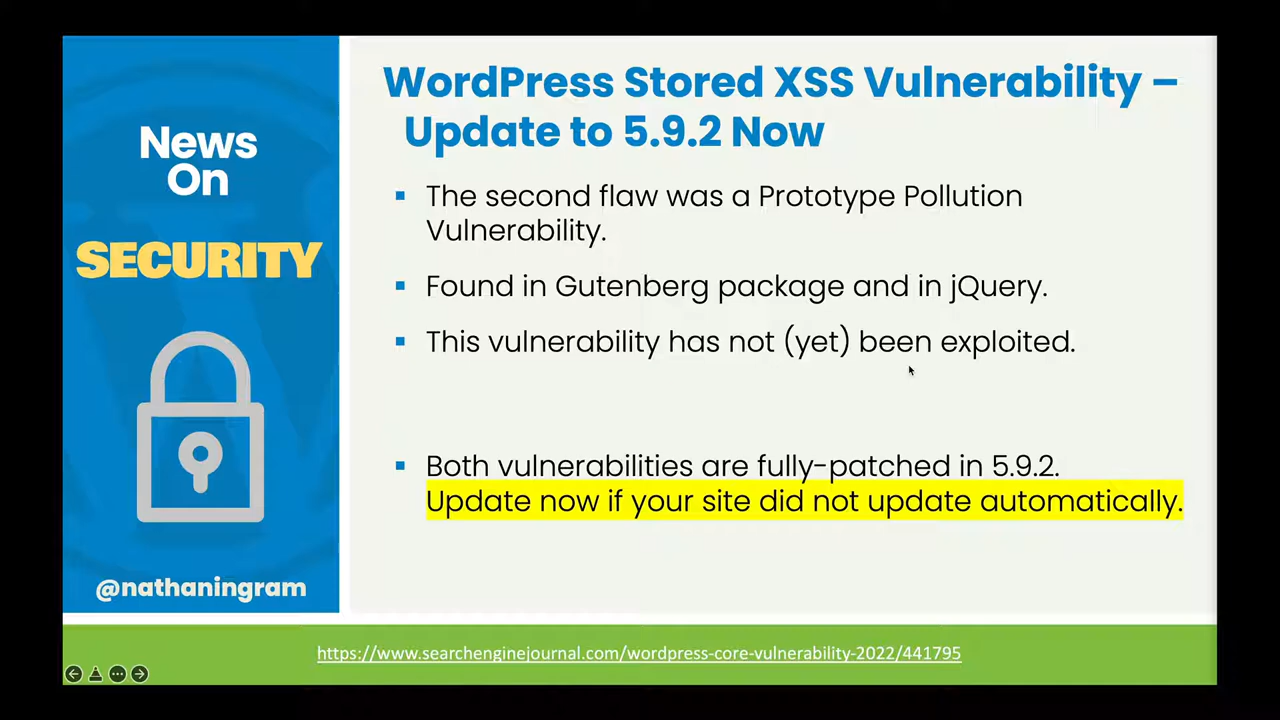 News
On
SECURITY
@nathaningram
WordPress Stored XSS Vulnerability –
Update to 5.9.2 Now
▪ The second flaw was a Prototype Pollution
Vulnerability.
▪ Found in Gutenberg package and in jQuery.
▪ This vulnerability has not (yet) been exploited.
▪ Both vulnerabilities are fully-patched in 5.9.2.
Update now if your site did not update automatically.
https://www.searchenginejournal.com/wordpress-core-vulnerability-2022/441795